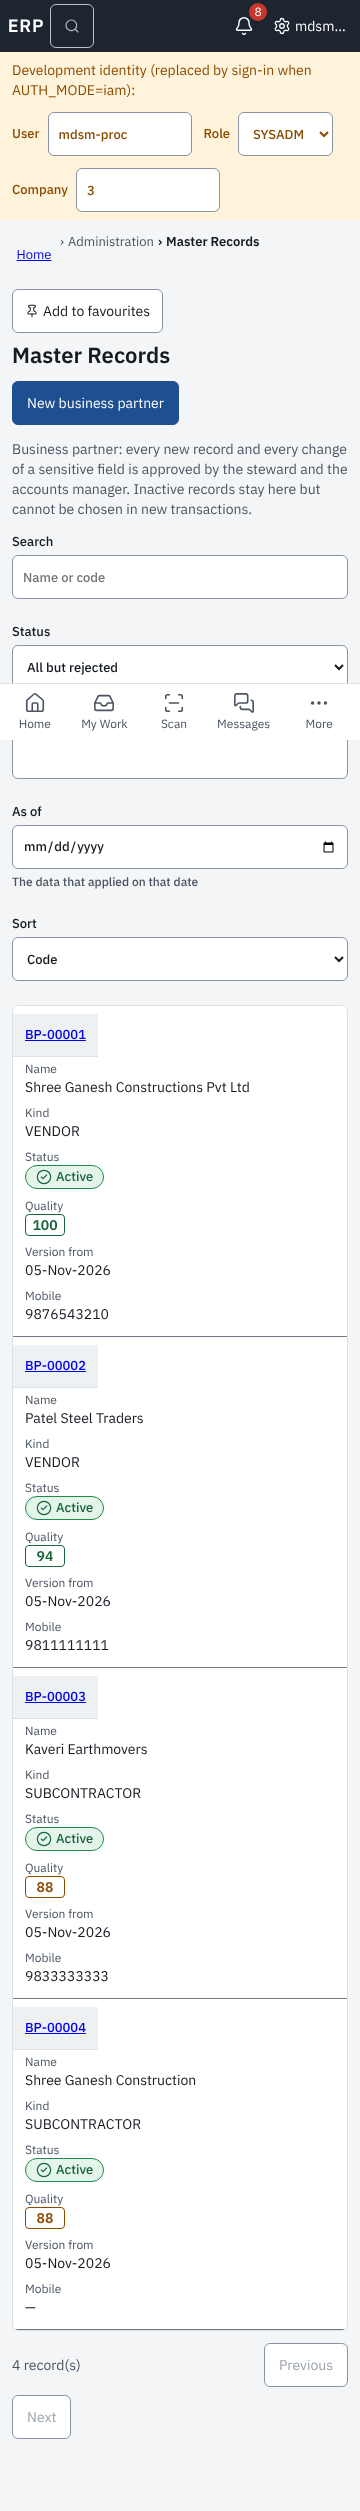 ERP
8
mdsm...
Development identity (replaced by sign-in when
AUTH_MODE=iam):
User mdsm-proc Role SYSADM
Company 3
Home › Administration › Master Records
Add to favourites
Master Records
New business partner
Business partner: every new record and every change
of a sensitive field is approved by the steward and the
accounts manager. Inactive records stay here but
cannot be chosen in new transactions.
Search
Name or code
Status
All but rejected
Home My Work Scan Messages More
As of
mm/dd/yyyy
The data that applied on that date
Sort
Code
BP-00001
Name
Shree Ganesh Constructions Pvt Ltd
Kind
VENDOR
Status
Active
Quality
100
Version from
05-Nov-2026
Mobile
9876543210
BP-00002
Name
Patel Steel Traders
Kind
VENDOR
Status
Active
Quality
94
Version from
05-Nov-2026
Mobile
9811111111
BP-00003
Name
Kaveri Earthmovers
Kind
SUBCONTRACTOR
Status
Active
Quality
88
Version from
05-Nov-2026
Mobile
9833333333
BP-00004
Name
Shree Ganesh Construction
Kind
SUBCONTRACTOR
Status
Active
Quality
88
Version from
05-Nov-2026
Mobile
—
4 record(s)
Previous
Next